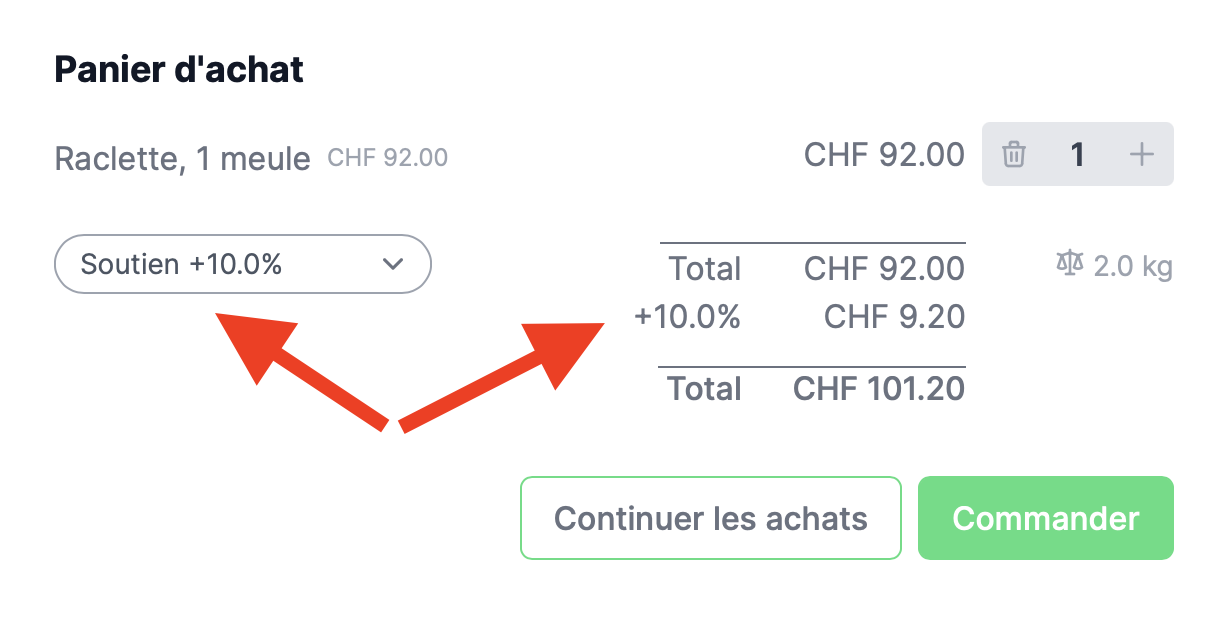 Panier d'achat
Raclette, 1 meule CHF 92.00 CHF 92.00 1 +
Soutien +10.0%
Total CHF 92.00 2.0 kg
+10.0% CHF 9.20
Total CHF 101.20
Continuer les achats Commander